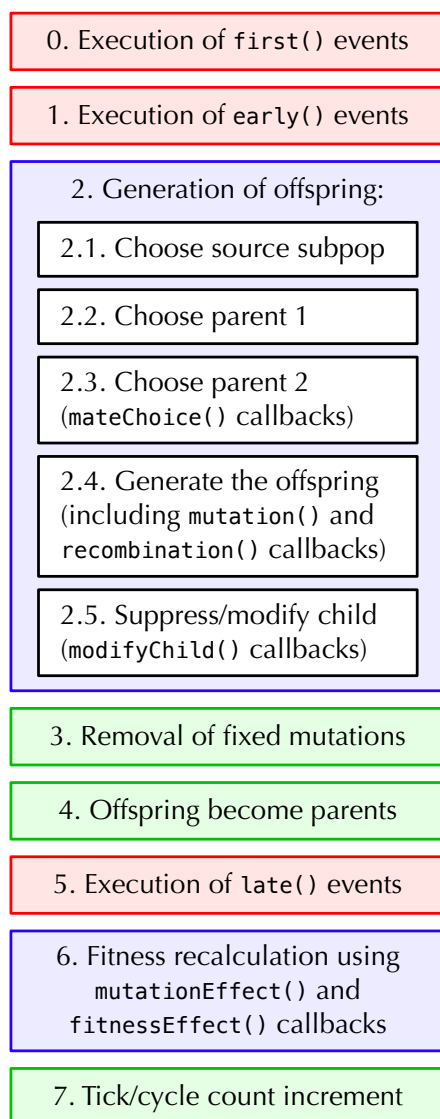 0. Execution of first() events
1. Execution of early() events
2. Generation of offspring:
2.1. Choose source subpop
2.2. Choose parent 1
2.3. Choose parent 2
(mateChoice() callbacks)
2.4. Generate the offspring
(including mutation() and
recombination() callbacks)
2.5. Suppress/modify child
(modifyChild() callbacks)
3. Removal of fixed mutations
4. Offspring become parents
5. Execution of late() events
6. Fitness recalculation using
mutationEffect() and
fitnessEffect() callbacks
7. Tick/cycle count increment